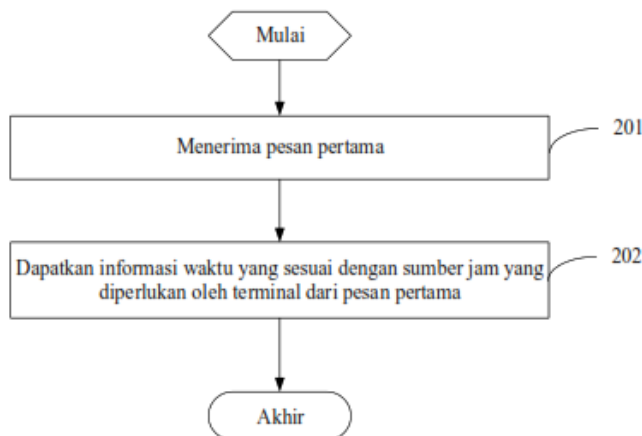 Mulai
Menerima pesan pertama
201
Dapatkan informasi waktu yang sesuai dengan sumber jam yang
diperlukan oleh terminal dari pesan pertama
202
Akhir